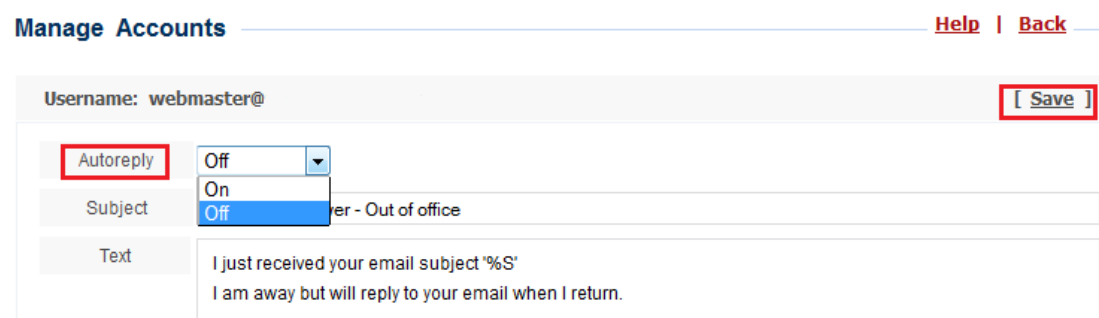 Manage Accounts
Help | Back
Username: webmaster@
[ Save ]
Autoreply Off
On
Off
Subject
- Out of office
Text
I just received your email subject '%S'
I am away but will reply to your email when I return.